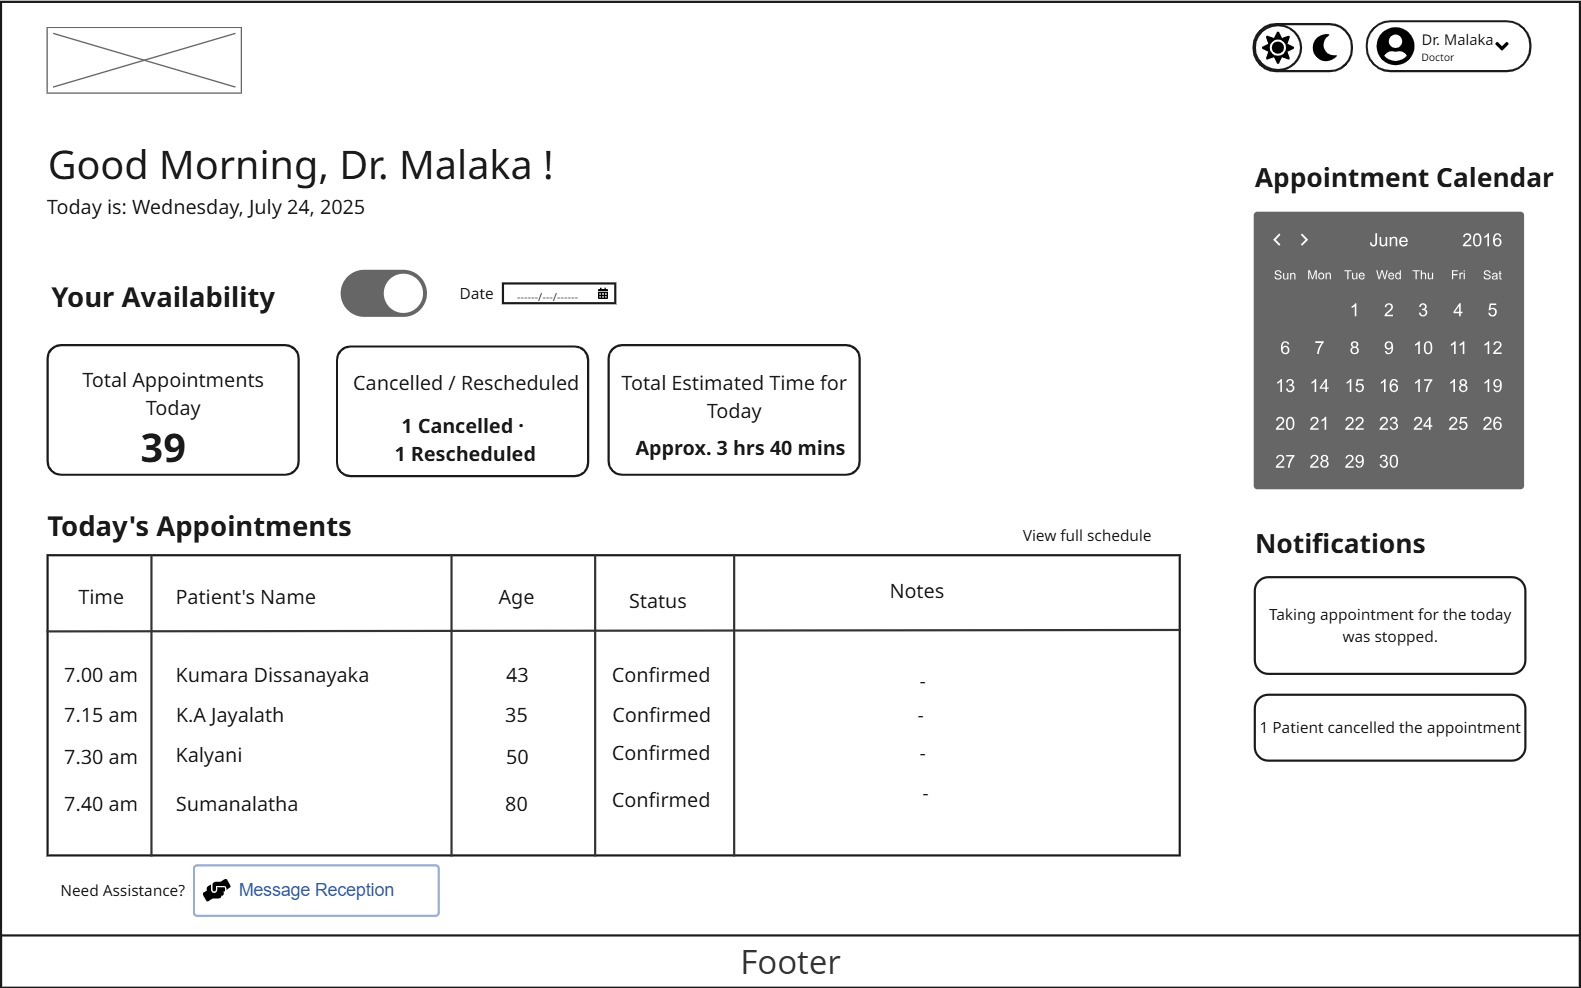 Dr. Malaka
Doctor
Good Morning, Dr. Malaka !
Today is: Wednesday, July 24, 2025
Your Availability
Date ------/---/------
Total Appointments
Today
39
Cancelled / Rescheduled
1 Cancelled ·
1 Rescheduled
Total Estimated Time for
Today
Approx. 3 hrs 40 mins
Today's Appointments
View full schedule
Time Patient's Name Age Status Notes
7.00 am Kumara Dissanayaka 43 Confirmed -
7.15 am K.A Jayalath 35 Confirmed -
7.30 am Kalyani 50 Confirmed -
7.40 am Sumanalatha 80 Confirmed -
Need Assistance? Message Reception
Appointment Calendar
< > June 2016
Sun Mon Tue Wed Thu Fri Sat
1 2 3 4 5
6 7 8 9 10 11 12
13 14 15 16 17 18 19
20 21 22 23 24 25 26
27 28 29 30
Notifications
Taking appointment for the today
was stopped.
1 Patient cancelled the appointment
Footer